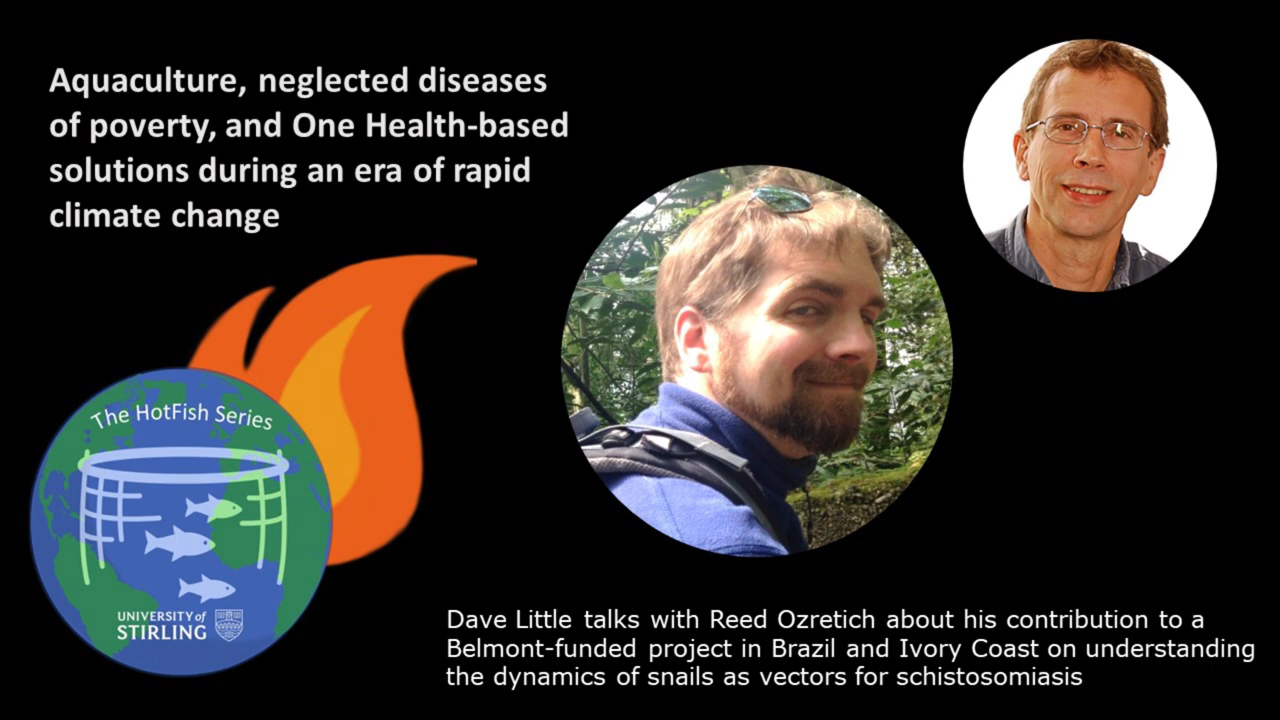 Aquaculture, neglected diseases
of poverty, and One Health-based
solutions during an era of rapid
climate change
The HotFish Series
UNIVERSITY of
STIRLING
Dave Little talks with Reed Ozretich about his contribution to a
Belmont-funded project in Brazil and Ivory Coast on understanding
the dynamics of snails as vectors for schistosomiasis